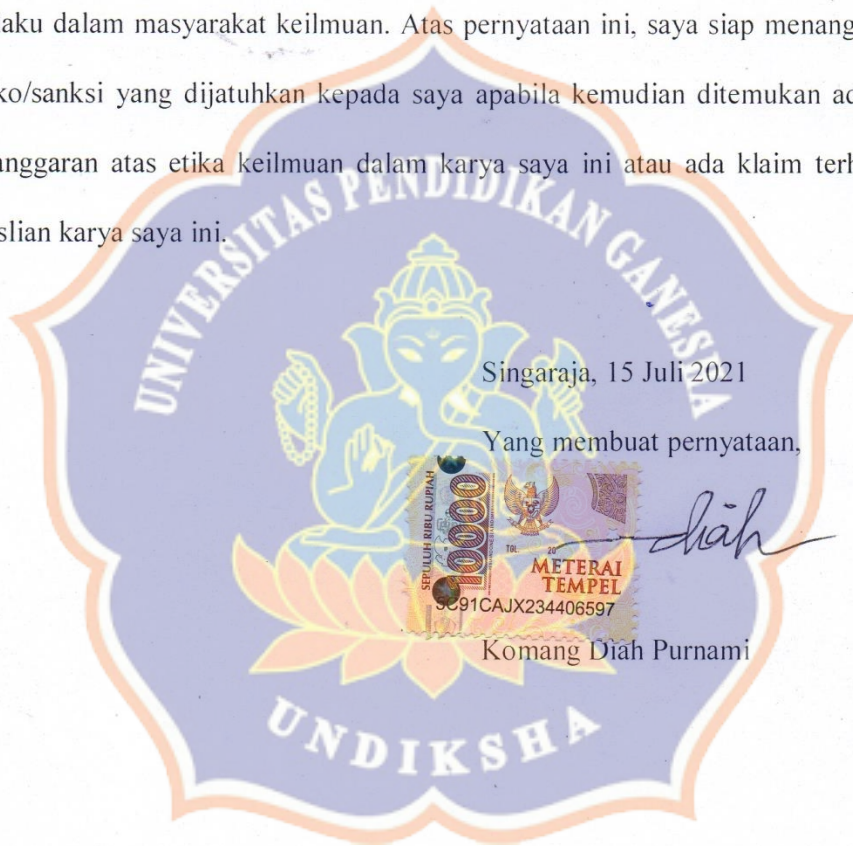 laku dalam masyarakat keilmuan. Atas pernyataan ini, saya siap menang
ko/sanksi yang dijatuhkan kepada saya apabila kemudian ditemukan ad
anggaran atas etika keilmuan dalam karya saya ini atau ada klaim terh
slian karya saya ini.
UNIVERSITAS PENDIDIKAN GANESHA
Singaraja, 15 Juli 2021
Yang membuat pernyataan,
SEPULUH RIBU RUPIAH
10000
TGL 20
METERAI
TEMPEL
5C91CAJX234406597
diah
Komang Diah Purnami
UNDIKSHA